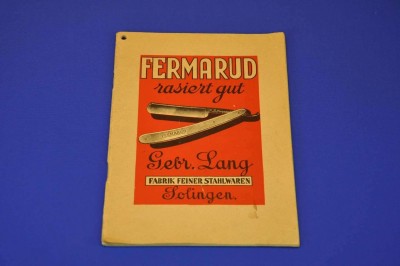 FERMARUD
rasiert gut
Gebr. Lang
FABRIK FEINER STAHLWAREN
Solingen.